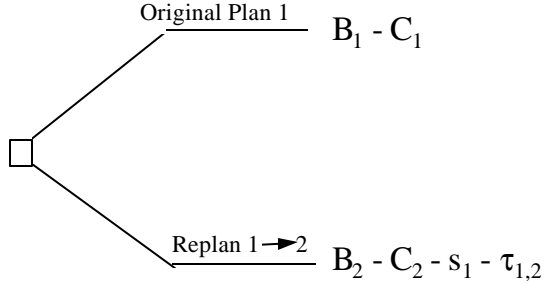 Original Plan 1
B₁ - C₁
Replan 1→2
B₂ - C₂ - s₁ - τ₁,₂